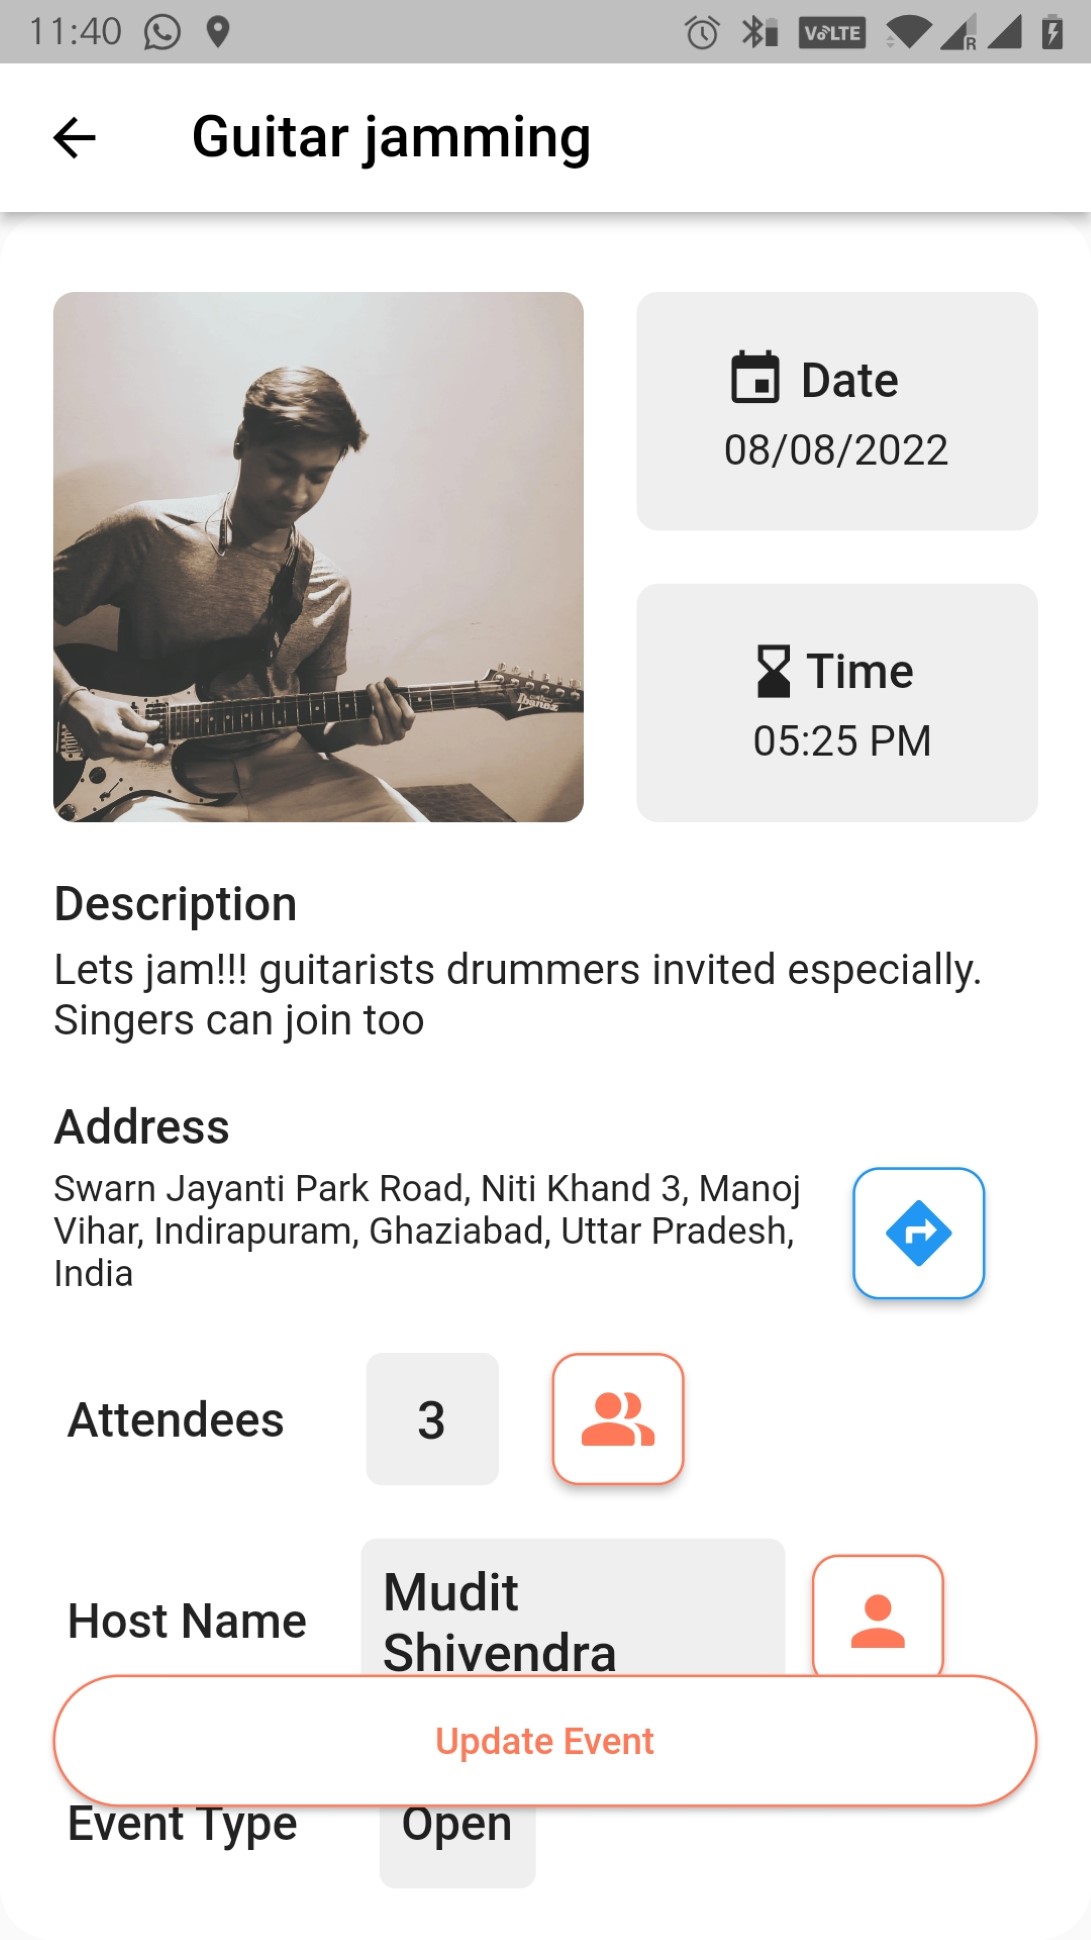 11:40
VoLTE
R
Guitar jamming
Date
08/08/2022
Ibanez
Time
05:25 PM
Description
Lets jam!!! guitarists drummers invited especially.
Singers can join too
Address
Swarn Jayanti Park Road, Niti Khand 3, Manoj
Vihar, Indirapuram, Ghaziabad, Uttar Pradesh,
India
Attendees 3
Host Name Mudit
Shivendra
Update Event
Event Type Open